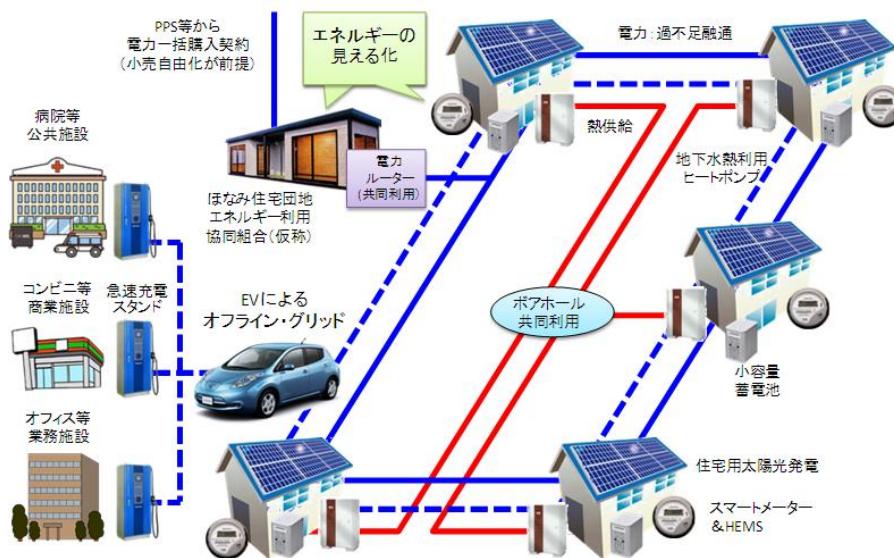 PPS等から
電力一括購入契約
(小売自由化が前提)
エネルギーの
見える化
電力：過不足融通
病院等
公共施設
熱供給
電力
ルーター
(共同利用)
地下水熱利用
ヒートポンプ
ほなみ住宅団地
エネルギー利用
協同組合(仮称)
コンビニ等
商業施設
急速充電
スタンド
EVによる
オフライン・グリッド
ボアホール
共同利用
小容量
蓄電池
オフィス等
業務施設
住宅用太陽光発電
スマートメーター
＆HEMS